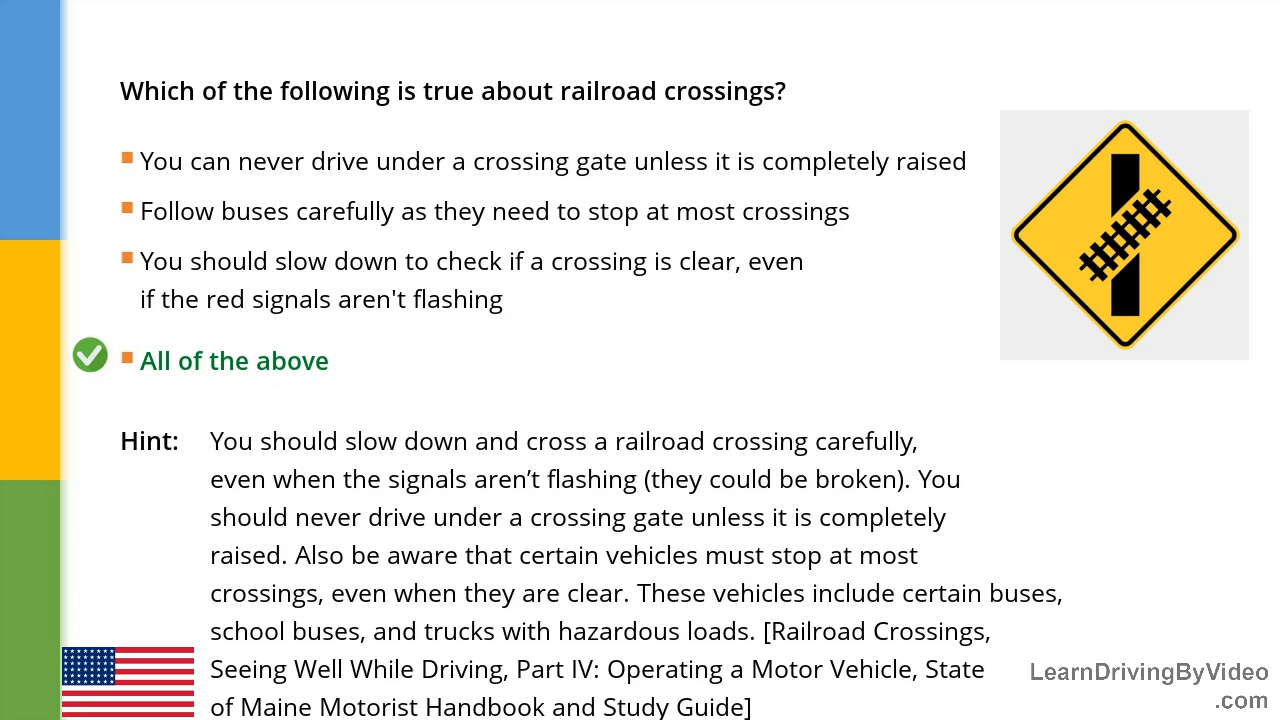 Which of the following is true about railroad crossings?
You can never drive under a crossing gate unless it is completely raised
Follow buses carefully as they need to stop at most crossings
You should slow down to check if a crossing is clear, even
if the red signals aren't flashing
All of the above
Hint: You should slow down and cross a railroad crossing carefully,
even when the signals aren’t flashing (they could be broken). You
should never drive under a crossing gate unless it is completely
raised. Also be aware that certain vehicles must stop at most
crossings, even when they are clear. These vehicles include certain buses,
school buses, and trucks with hazardous loads. [Railroad Crossings,
Seeing Well While Driving, Part IV: Operating a Motor Vehicle, State
of Maine Motorist Handbook and Study Guide]
LearnDrivingByVideo
.com